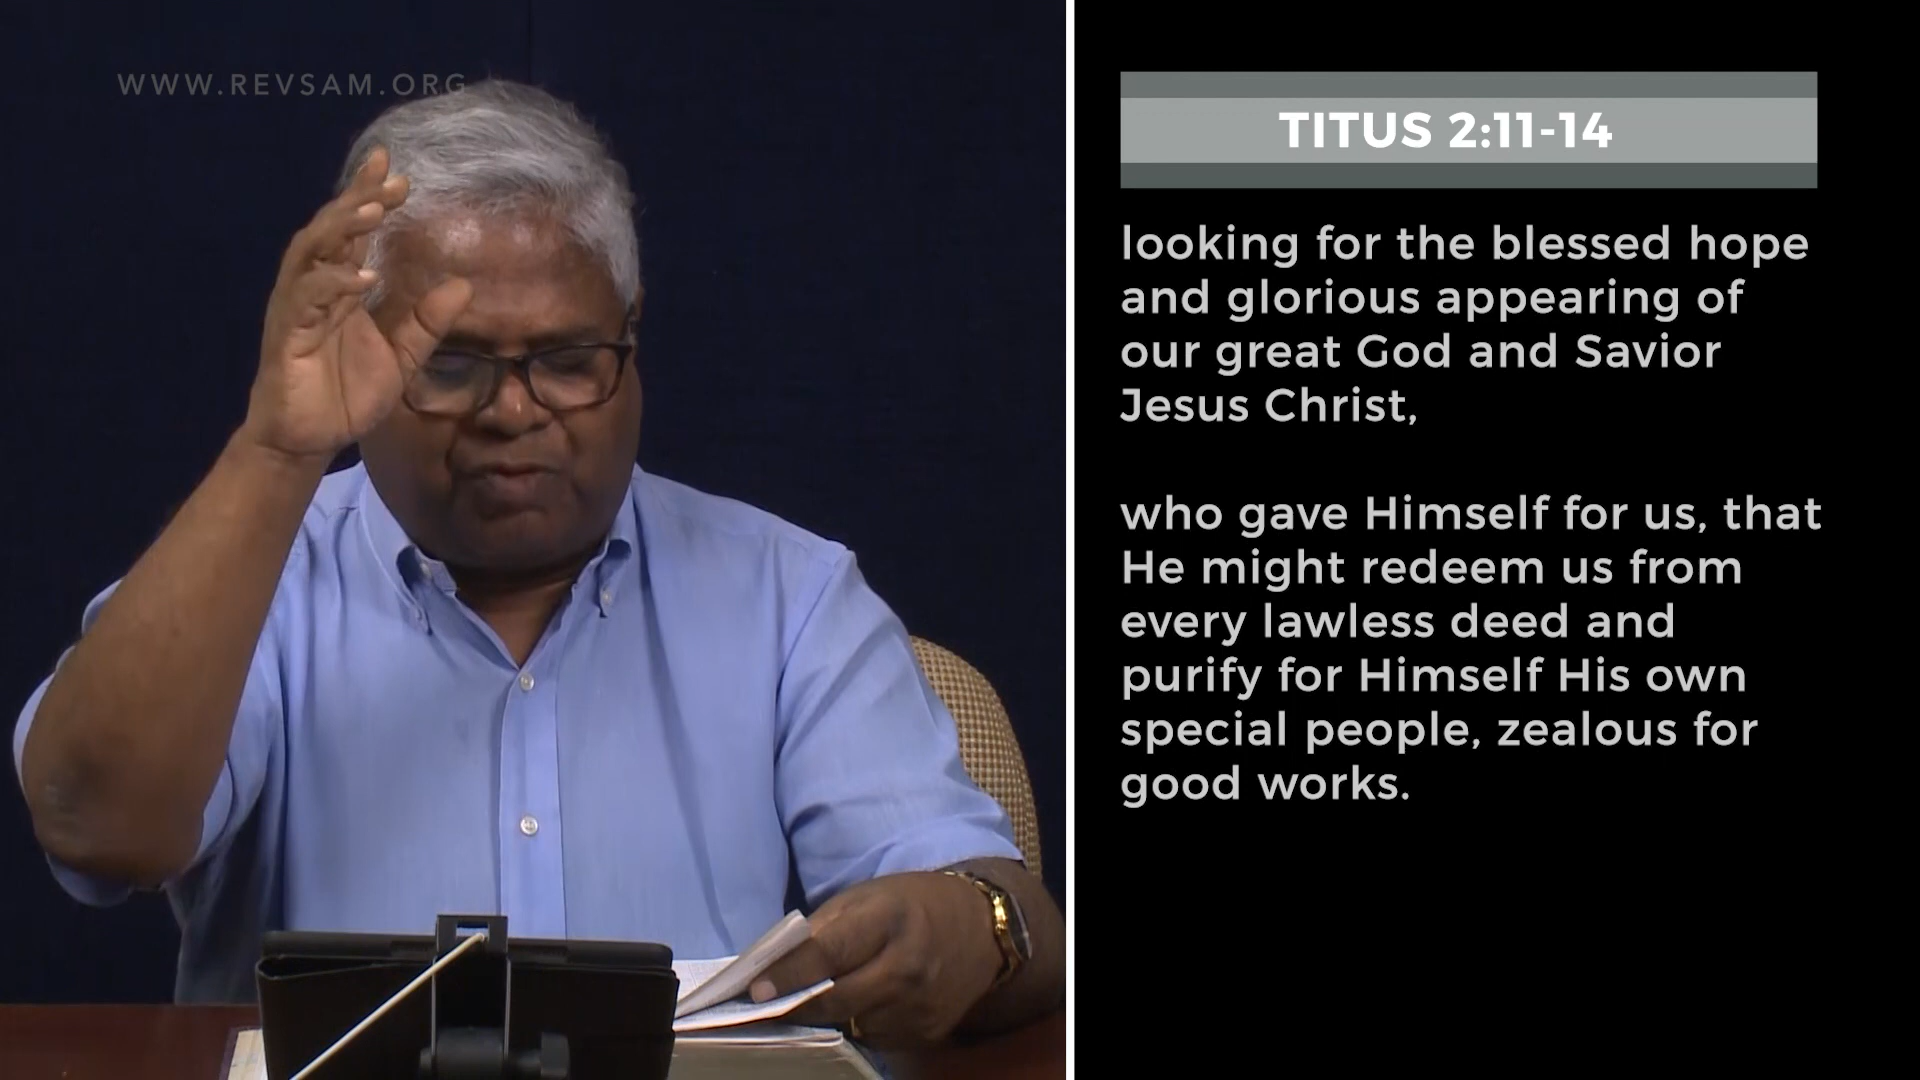 WWW.REVSAM.ORG
TITUS 2:11-14
looking for the blessed hope
and glorious appearing of
our great God and Savior
Jesus Christ,
who gave Himself for us, that
He might redeem us from
every lawless deed and
purify for Himself His own
special people, zealous for
good works.